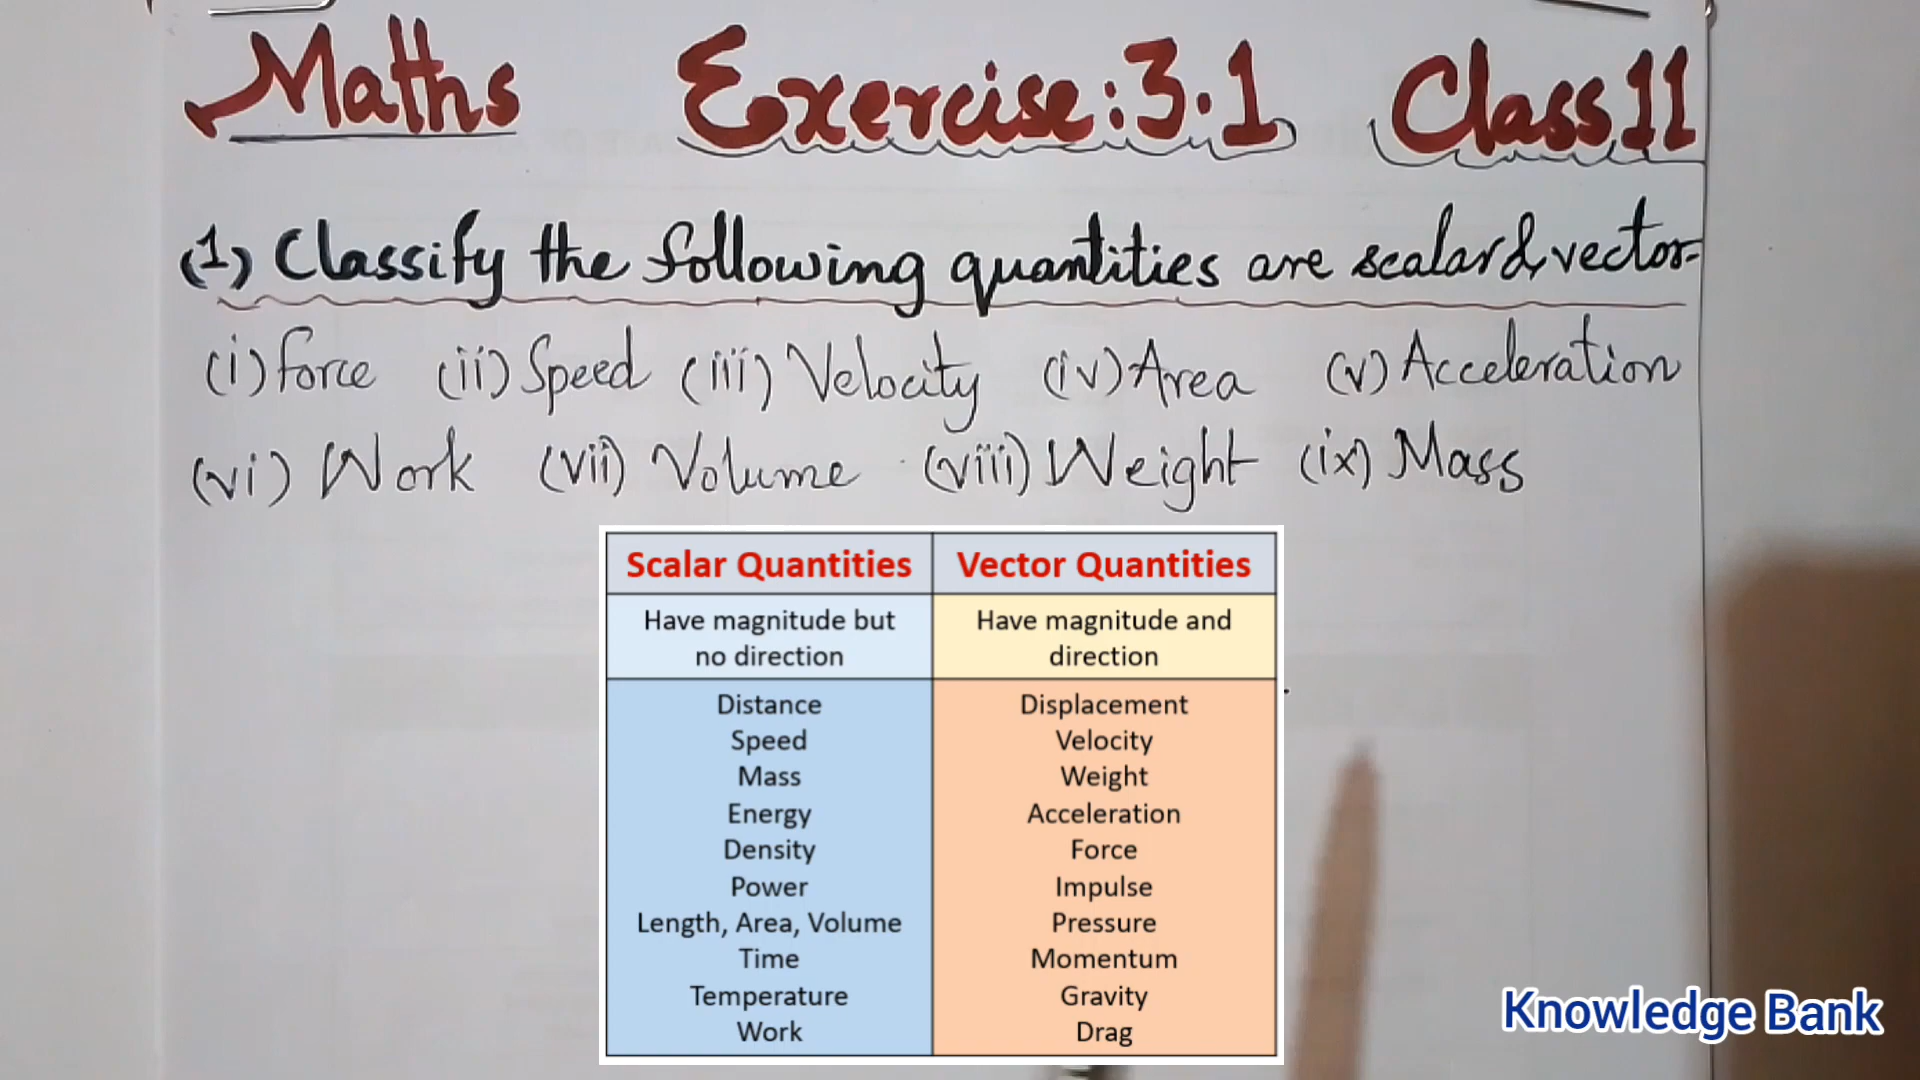 Maths Exercise:3.1 Class 11
(1) Classify the following quantities are scalar & vector-
(i) Force (ii) Speed (iii) Velocity (iv) Area (v) Acceleration
(vi) Work (vii) Volume (viii) Weight (ix) Mass
Scalar Quantities Vector Quantities
Have magnitude but Have magnitude and
no direction direction
Distance Displacement
Speed Velocity
Mass Weight
Energy Acceleration
Density Force
Power Impulse
Length, Area, Volume Pressure
Time Momentum
Temperature Gravity
Work Drag
Knowledge Bank